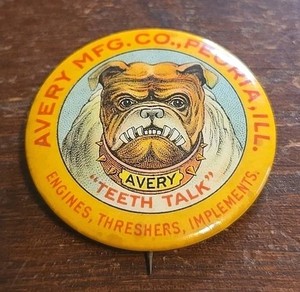 AVERY MFG. CO., PEORIA, ILL.
AVERY
"TEETH TALK"
ENGINES, THRESHERS, IMPLEMENTS.